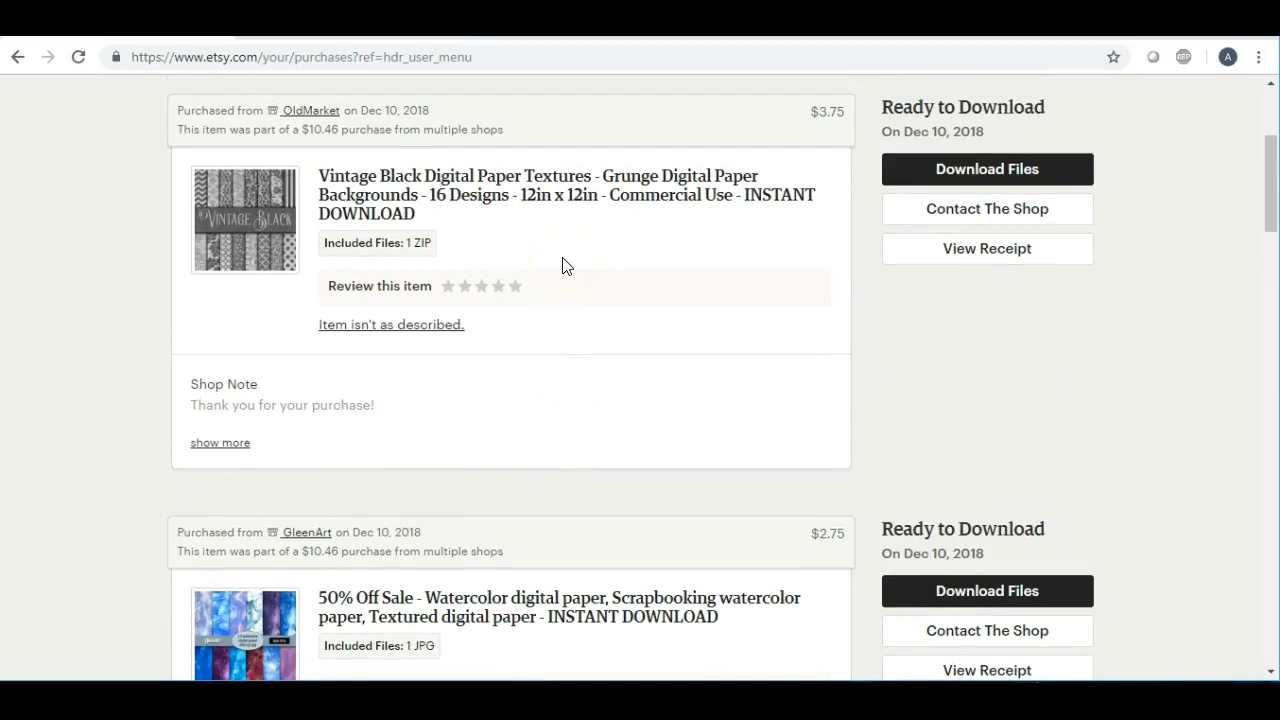 https://www.etsy.com/your/purchases?ref=hdr_user_menu
ABP
A
Purchased from OldMarket on Dec 10, 2018
This item was part of a $10.46 purchase from multiple shops
$3.75
VINTAGE BLACK
Vintage Black Digital Paper Textures - Grunge Digital Paper
Backgrounds - 16 Designs - 12in x 12in - Commercial Use - INSTANT
DOWNLOAD
Included Files: 1 ZIP
Review this item
Item isn't as described.
Shop Note
Thank you for your purchase!
show more
Ready to Download
On Dec 10, 2018
Download Files
Contact The Shop
View Receipt
Purchased from GleenArt on Dec 10, 2018
This item was part of a $10.46 purchase from multiple shops
$2.75
50% Off Sale - Watercolor digital paper, Scrapbooking watercolor
paper, Textured digital paper - INSTANT DOWNLOAD
Included Files: 1 JPG
Ready to Download
On Dec 10, 2018
Download Files
Contact The Shop
View Receipt